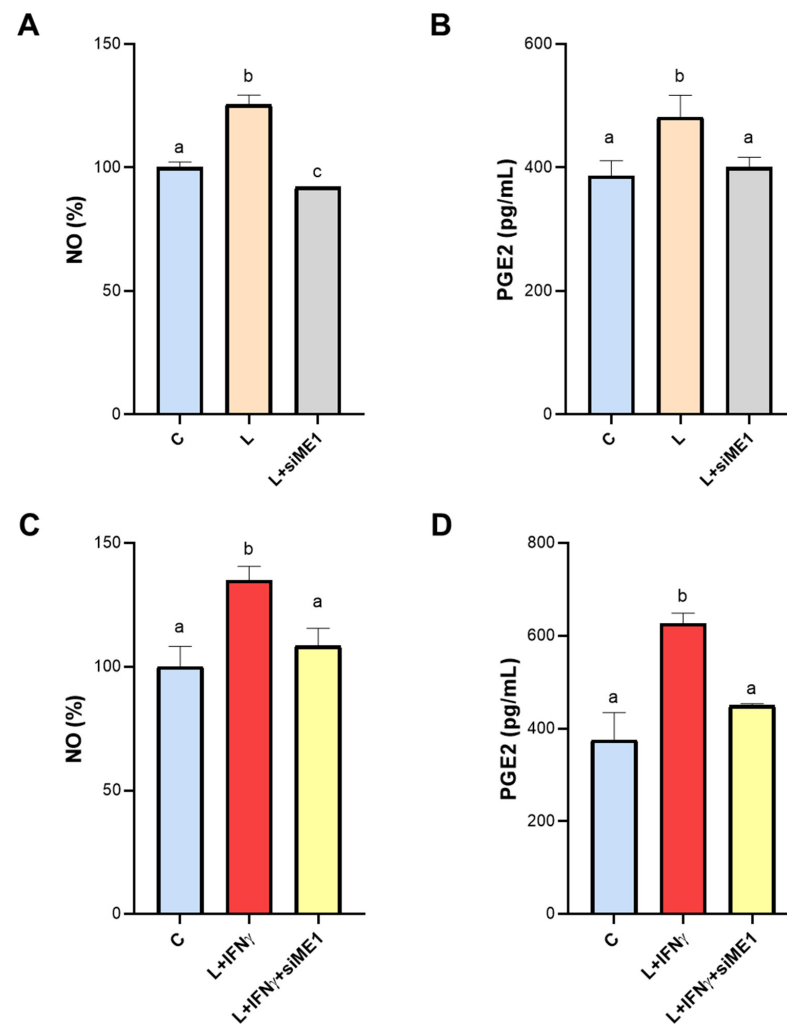 A
NO (%)
150
100
50
0
a
b
c
C
L
L+siME1
B
PGE2 (pg/mL)
600
400
200
0
a
b
a
C
L
L+siME1
C
NO (%)
150
100
50
0
a
b
a
C
L+IFNγ
L+IFNγ+siME1
D
PGE2 (pg/mL)
800
600
400
200
0
a
b
a
C
L+IFNγ
L+IFNγ+siME1